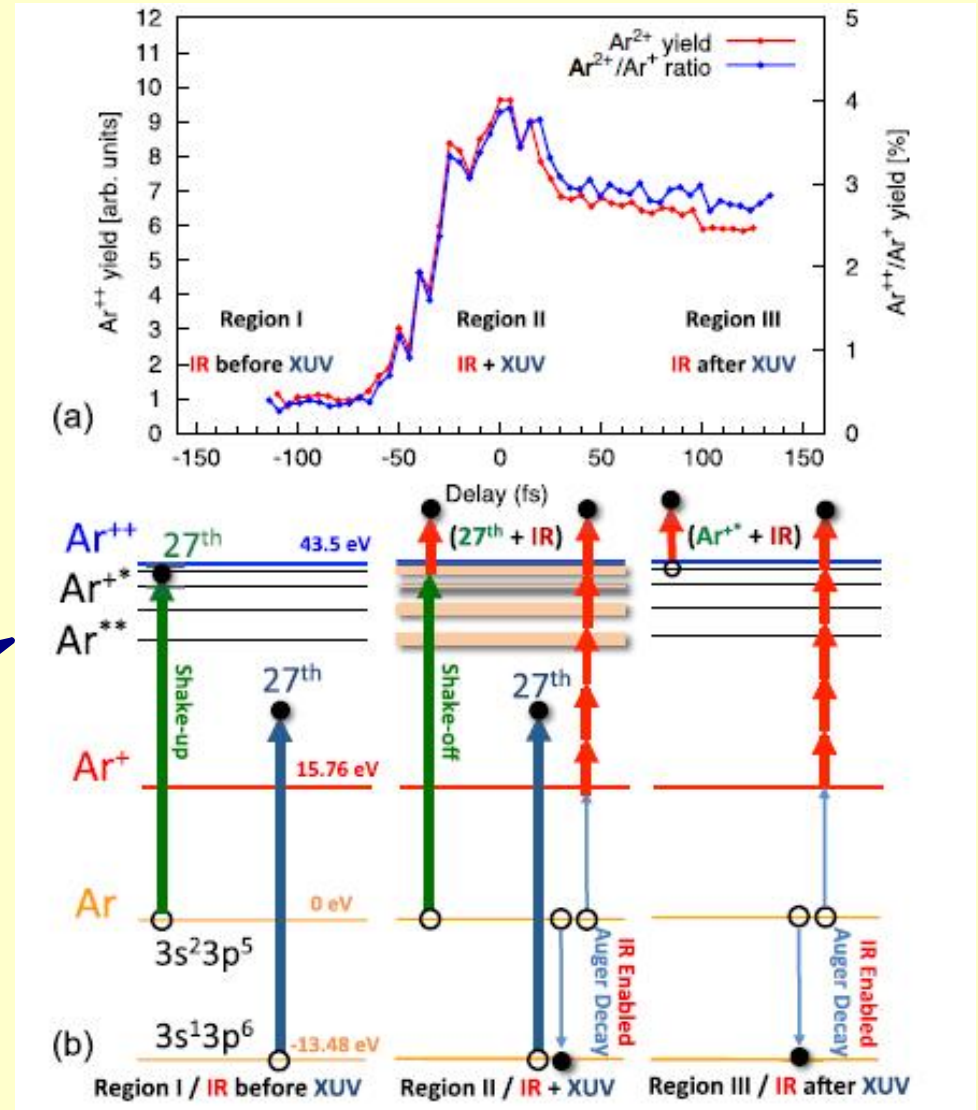 12
11
10
9
8
7
6
5
4
3
2
1
0
Ar⁺⁺ yield [arb. units]
5
4
3
2
1
0
Ar⁺⁺/Ar⁺ yield [%]
Ar²⁺ yield
Ar²⁺/Ar⁺ ratio
Region I
IR before XUV
Region II
IR + XUV
Region III
IR after XUV
(a)
-150 -100 -50 0 50 100 150
Delay (fs)
Ar⁺⁺
27ᵗʰ
43.5 eV
(27ᵗʰ + IR)
(Ar⁺* + IR)
Ar⁺*
Ar**
Shake-up
27ᵗʰ
Shake-off
27ᵗʰ
Ar⁺
15.76 eV
Ar
0 eV
3s²3p⁵
3s¹3p⁶
-13.48 eV
Auger Decay
IR Enabled
Auger Decay
IR Enabled
(b)
Region I / IR before XUV
Region II / IR + XUV
Region III / IR after XUV